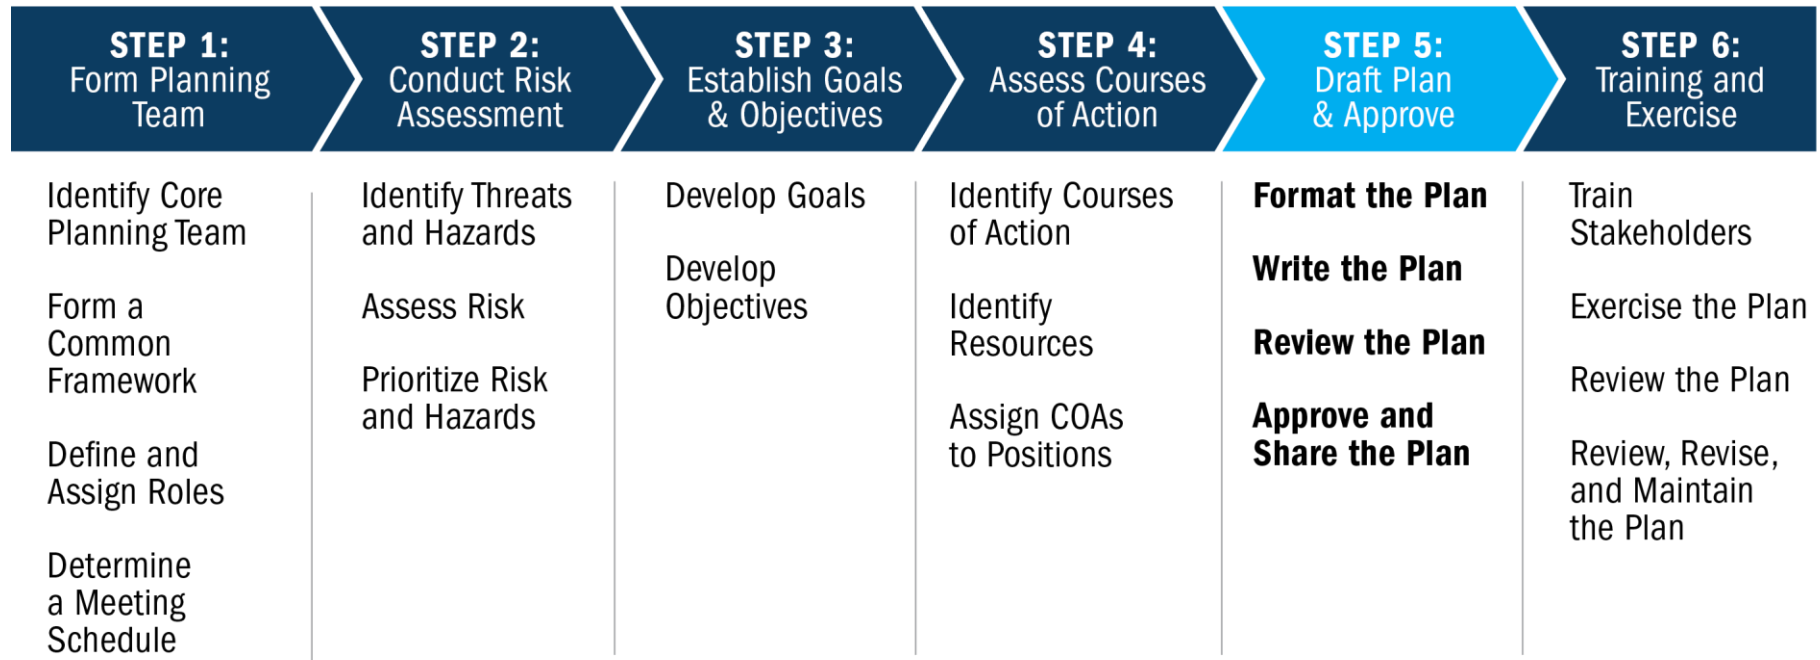 STEP 1:
Form Planning
Team
STEP 2:
Conduct Risk
Assessment
STEP 3:
Establish Goals
& Objectives
STEP 4:
Assess Courses
of Action
STEP 5:
Draft Plan
& Approve
STEP 6:
Training and
Exercise
Identify Core
Planning Team
Form a
Common
Framework
Define and
Assign Roles
Determine
a Meeting
Schedule
Identify Threats
and Hazards
Assess Risk
Prioritize Risk
and Hazards
Develop Goals
Develop
Objectives
Identify Courses
of Action
Identify
Resources
Assign COAs
to Positions
Format the Plan
Write the Plan
Review the Plan
Approve and
Share the Plan
Train
Stakeholders
Exercise the Plan
Review the Plan
Review, Revise,
and Maintain
the Plan